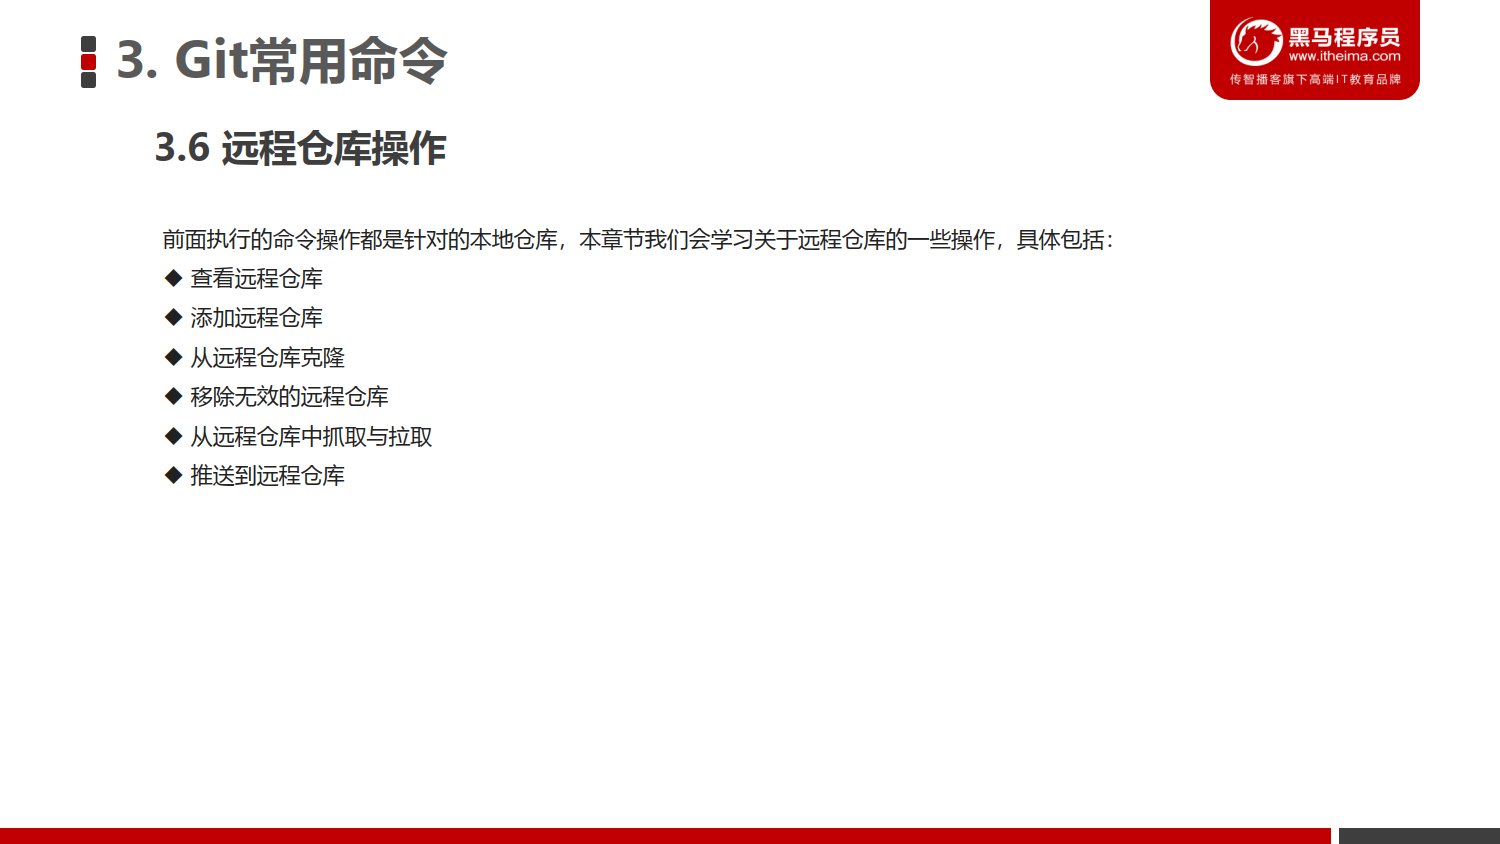 3. Git常用命令
黑马程序员
www.itheima.com
传智播客旗下高端IT教育品牌
3.6 远程仓库操作
前面执行的命令操作都是针对的本地仓库，本章节我们会学习关于远程仓库的一些操作，具体包括：
◆ 查看远程仓库
◆ 添加远程仓库
◆ 从远程仓库克隆
◆ 移除无效的远程仓库
◆ 从远程仓库中抓取与拉取
◆ 推送到远程仓库